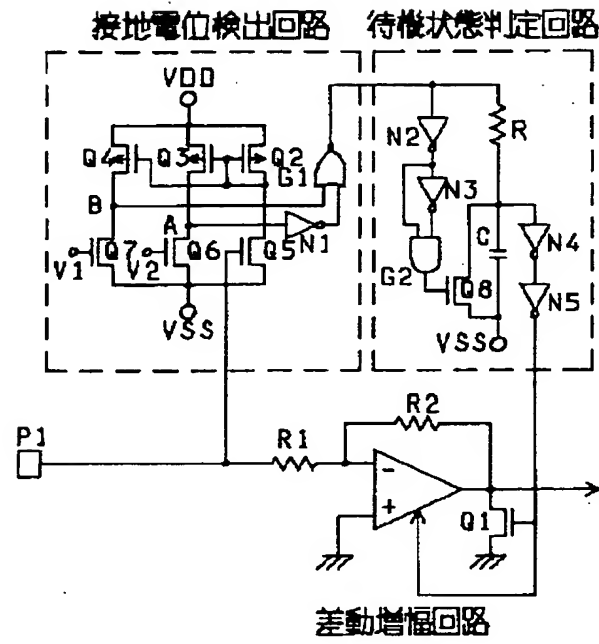 接地電位検出回路 待機状態判定回路
VDD
Q4 Q3 Q2
G1
N2
R
N3
B
A
N1
C
N4
Q7 Q6 Q5
V1 V2
G2
Q8
N5
VSS
VSS
R2
P1
R1
-
+
Q1
差動増幅回路